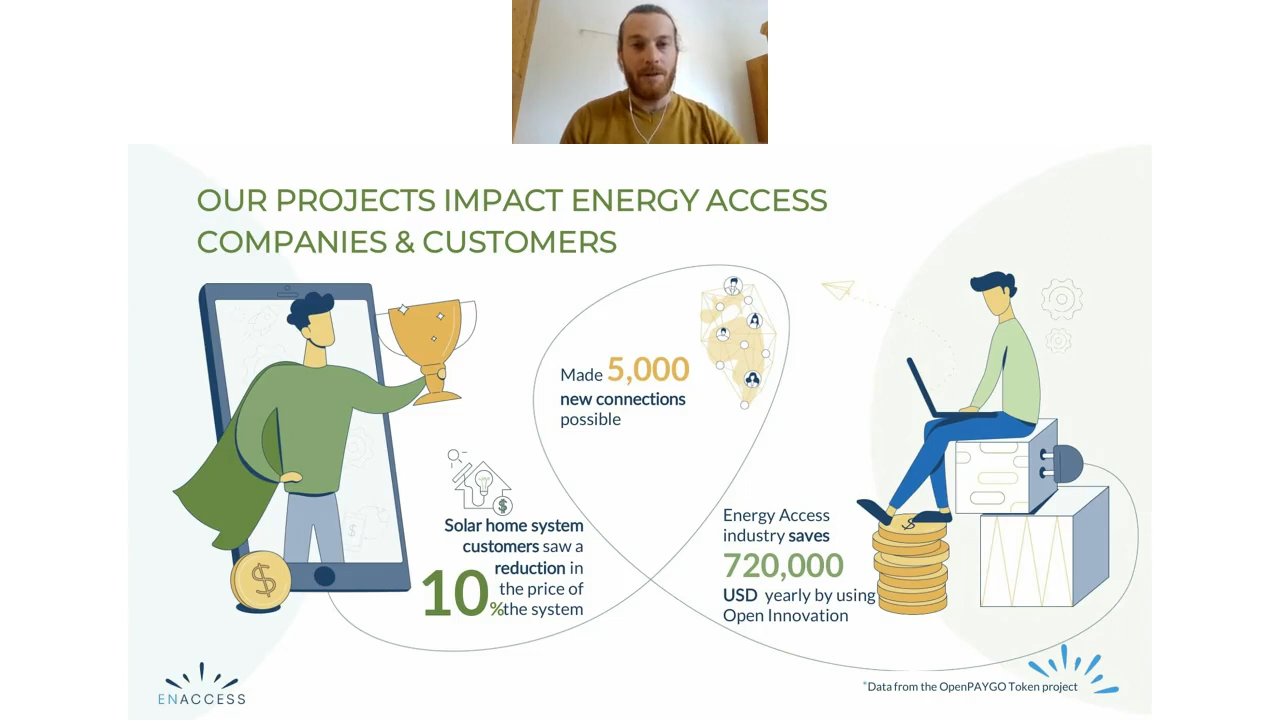 OUR PROJECTS IMPACT ENERGY ACCESS
COMPANIES & CUSTOMERS
Made 5,000
new connections
possible
Solar home system
customers saw a
reduction in
10% the price of
the system
Energy Access
industry saves
720,000
USD yearly by using
Open Innovation
ENACCESS
*Data from the OpenPAYGO Token project